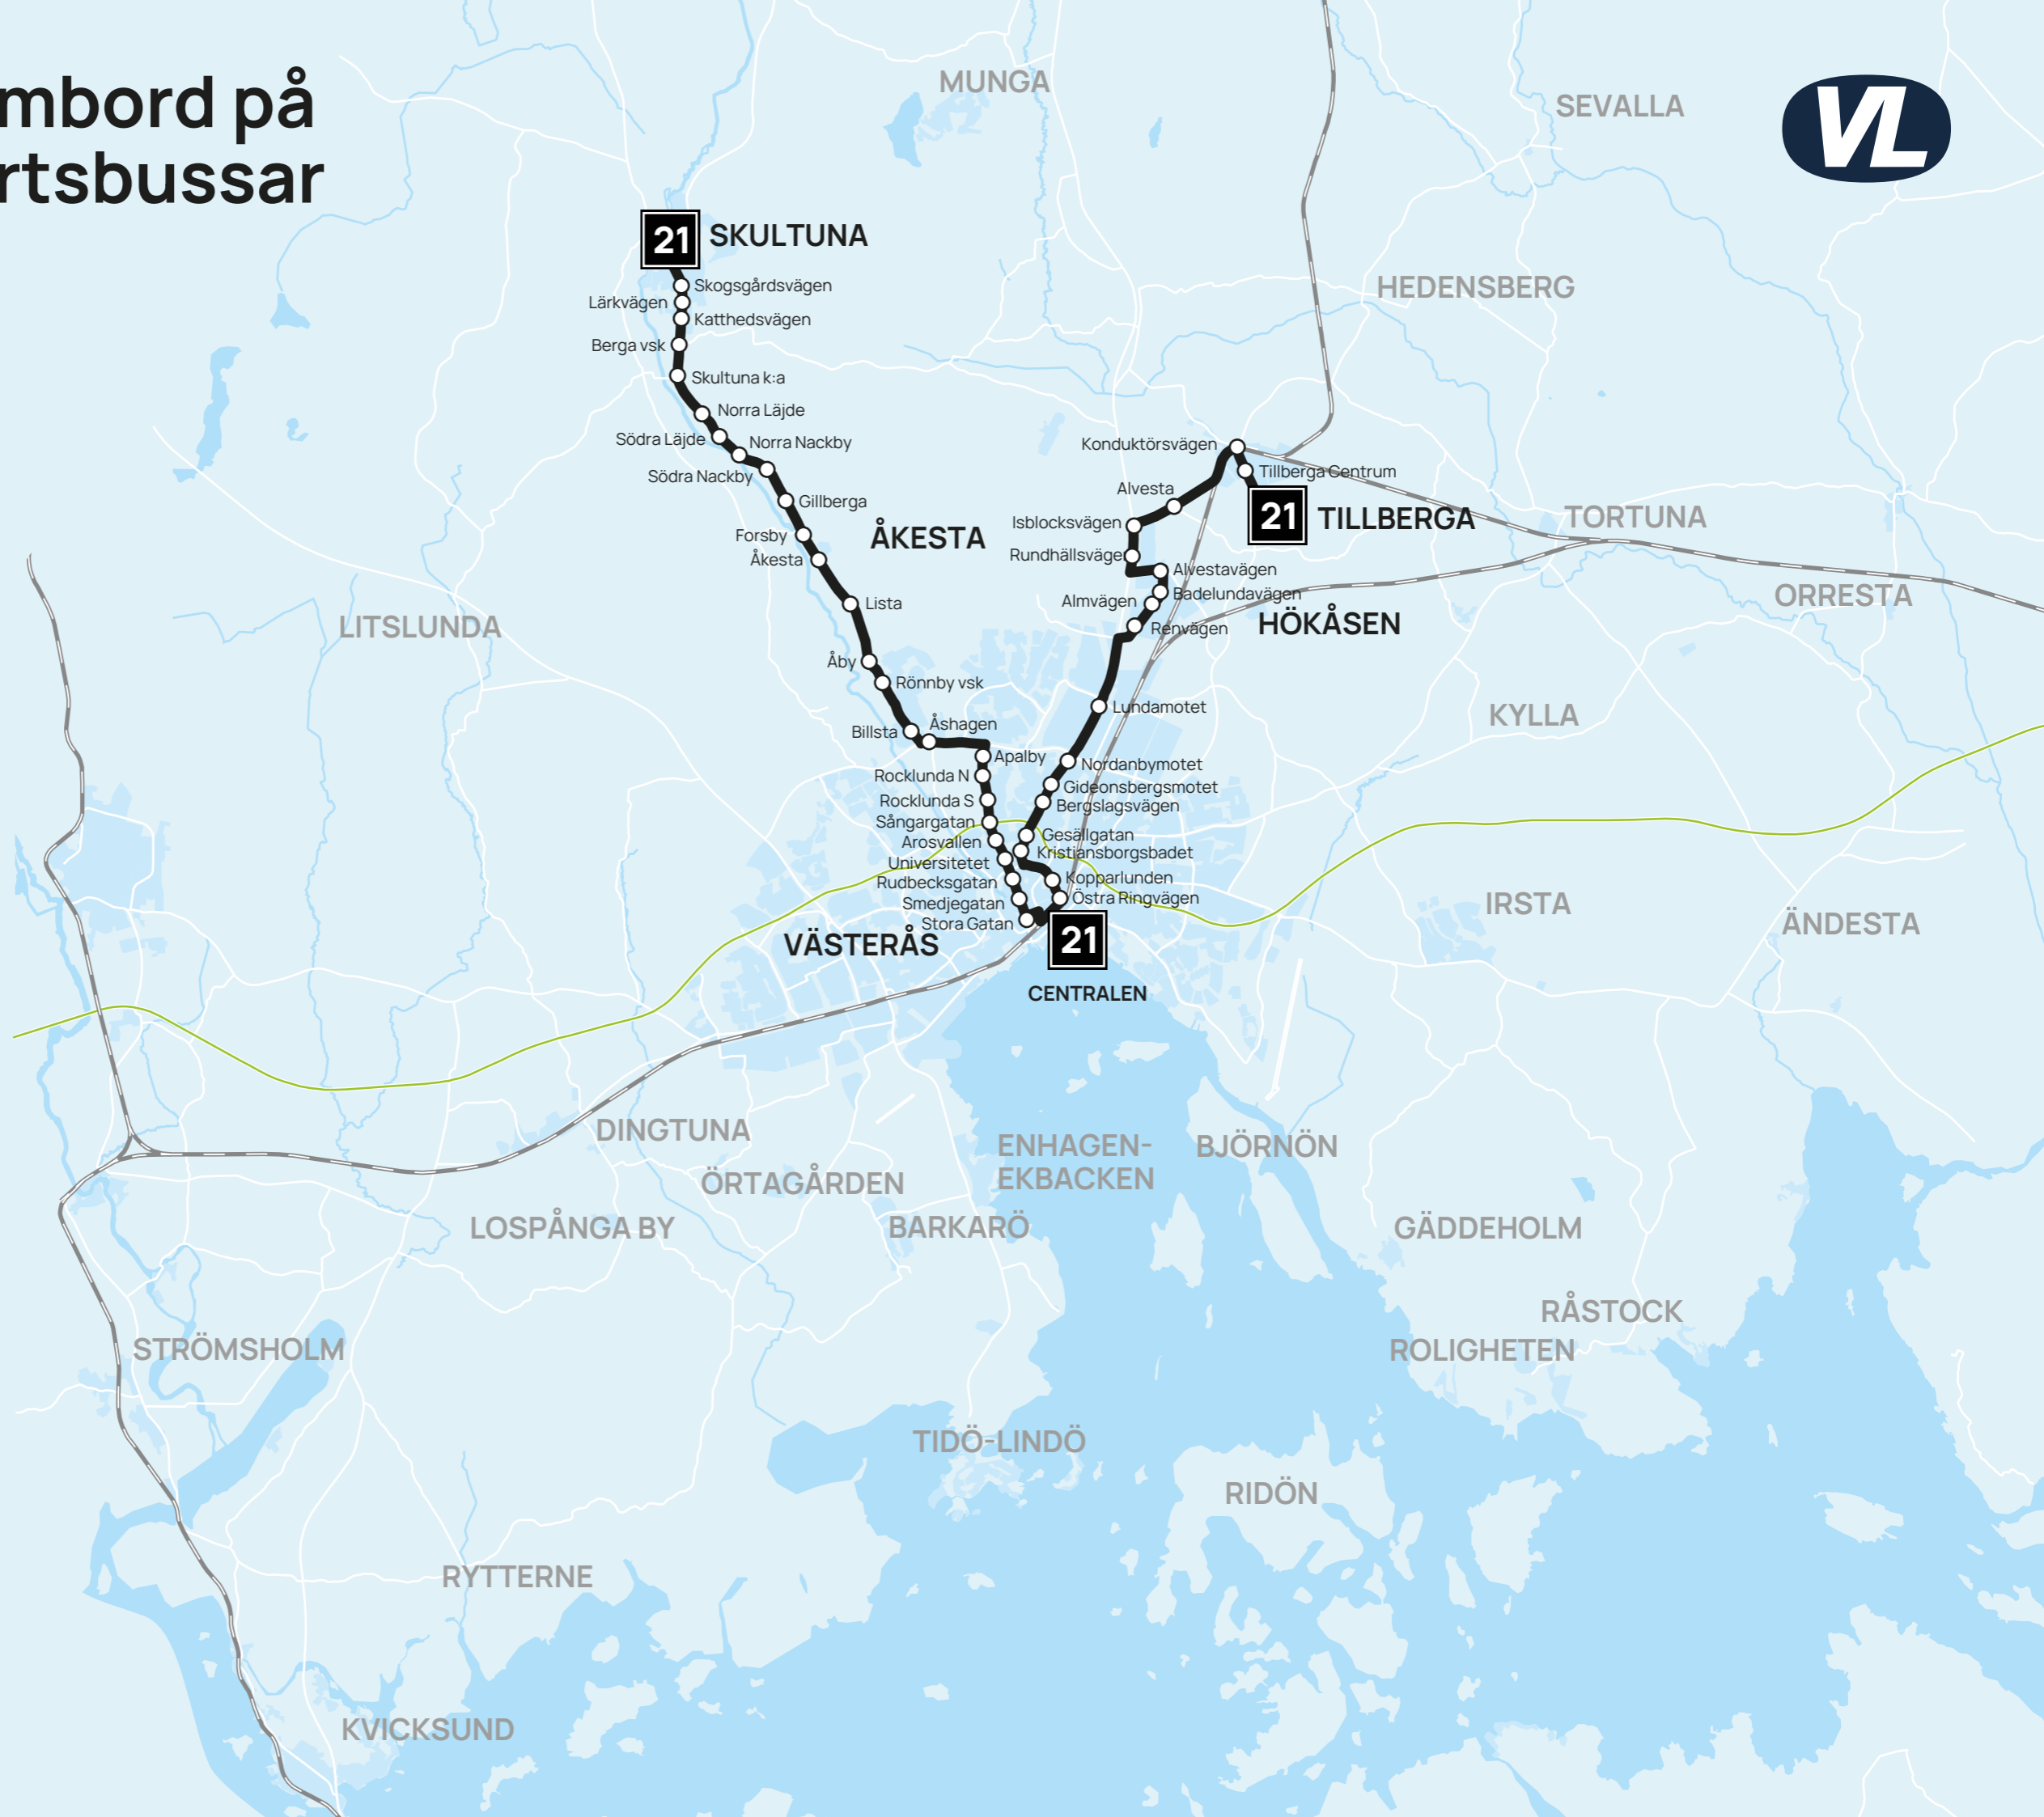 mbord på
rtsbussar
VL
MUNGA
SEVALLA
HEDENSBERG
21 SKULTUNA
Skogsgårdsvägen
Lärkvägen
Katthedsvägen
Berga vsk
Skultuna k:a
Norra Läjde
Södra Läjde
Norra Nackby
Södra Nackby
Gillberga
Forsby
Åkesta
ÅKESTA
Lista
Åby
Rönnby vsk
Billsta
Åshagen
Apalby
Rocklunda N
Rocklunda S
Sångargatan
Arosvallen
Universitetet
Rudbecksgatan
Smedjegatan
Stora Gatan
VÄSTERÅS
21
CENTRALEN
Konduktörsvägen
Tillberga Centrum
21 TILLBERGA
Alvesta
Isblocksvägen
Rundhällsväge
Alvestavägen
Badelundavägen
Almvägen
Renvägen
HÖKÅSEN
Lundamotet
Nordanbymotet
Gideonsbergsmotet
Bergslagsvägen
Gesällgatan
Kristiansborgsbadet
Kopparlunden
Östra Ringvägen
TORTUNA
ORRESTA
LITSLUNDA
KYLLA
IRSTA
ÄNDESTA
DINGTUNA
ENHAGEN-
EKBACKEN
BJÖRNÖN
ÖRTAGÅRDEN
LOSPÅNGA BY
BARKARÖ
GÄDDEHOLM
RÅSTOCK
ROLIGHETEN
STRÖMSHOLM
TIDÖ-LINDÖ
RIDÖN
RYTTERNE
KVICKSUND